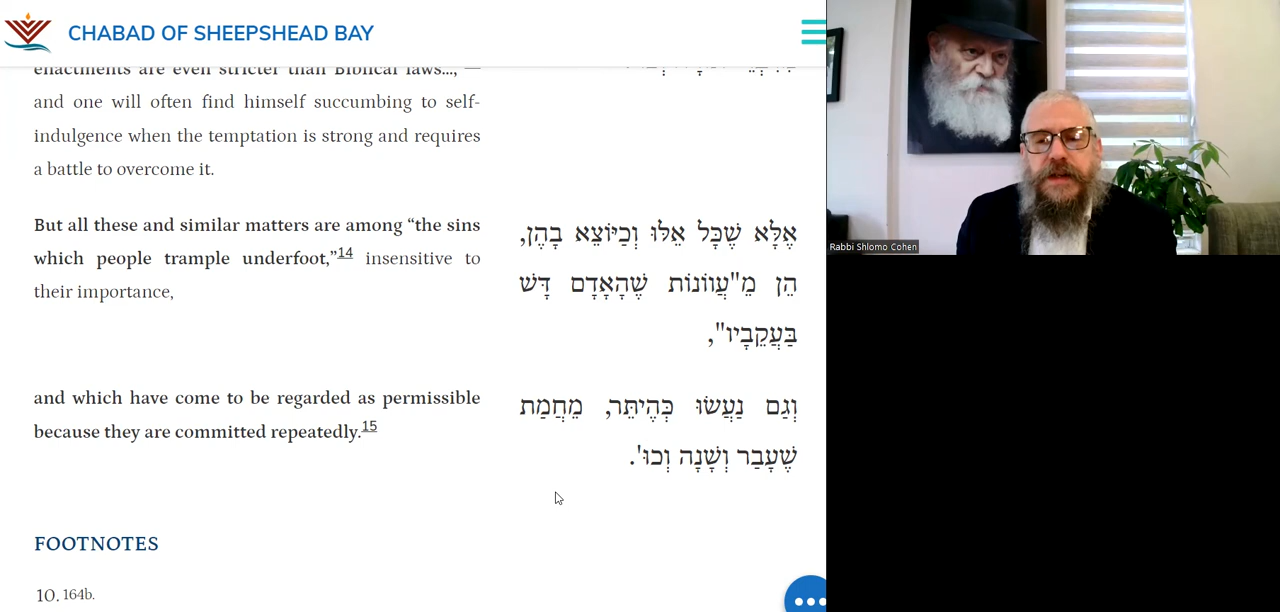 CHABAD OF SHEEPSHEAD BAY
enactments are even stricter than Biblical laws...,
and one will often find himself succumbing to self-
indulgence when the temptation is strong and requires
a battle to overcome it.
But all these and similar matters are among “the sins
which people trample underfoot,”14 insensitive to
their importance,
אֶלָּא שֶׁכָּל אֵלּוּ וְכַיּוֹצֵא בָהֶן,
הֵן מֵ"עֲווֹנוֹת שֶׁהָאָדָם דָּשׁ
בַּעֲקֵבָיו",
and which have come to be regarded as permissible
because they are committed repeatedly.15
וְגַם נַעֲשׂוּ כְּהֶיתֵּר, מֵחֲמַת
שֶׁעָבַר וְשָׁנָה וְכוּ'.
FOOTNOTES
10. 164b.
Rabbi Shlomo Cohen